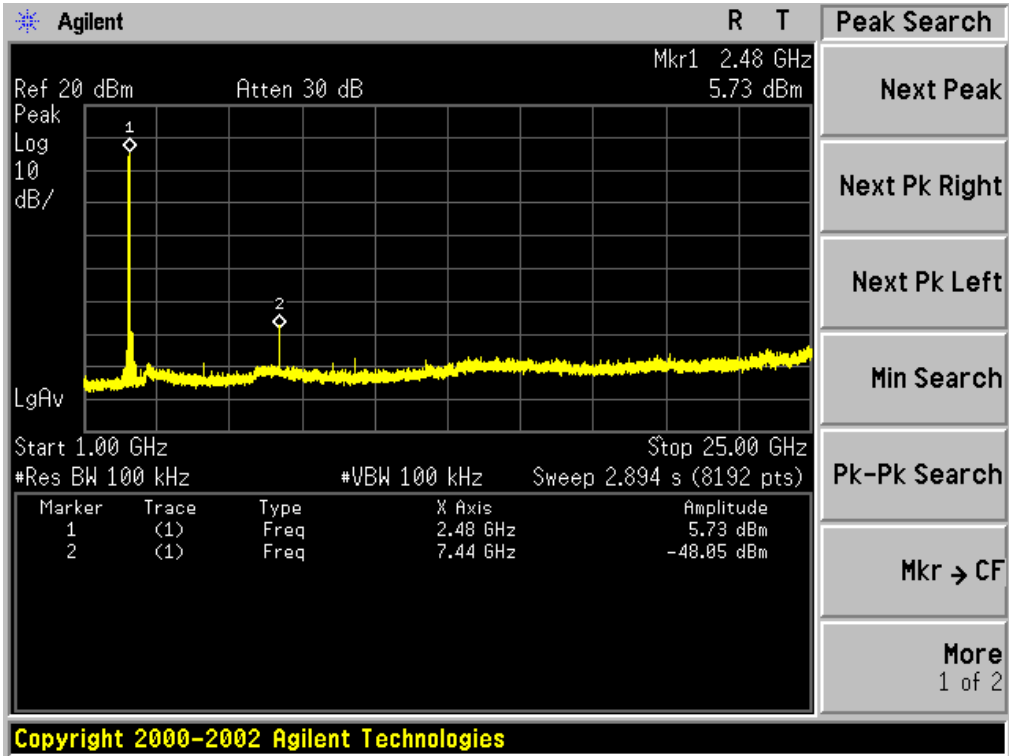 Agilent R T Peak Search
Mkr1 2.48 GHz
Ref 20 dBm Atten 30 dB 5.73 dBm
Peak
Log
10
dB/
1
2
LgAv
Start 1.00 GHz Stop 25.00 GHz
#Res BW 100 kHz #VBW 100 kHz Sweep 2.894 s (8192 pts)
Marker Trace Type X Axis Amplitude
1 (1) Freq 2.48 GHz 5.73 dBm
2 (1) Freq 7.44 GHz -48.05 dBm
Next Peak
Next Pk Right
Next Pk Left
Min Search
Pk-Pk Search
Mkr → CF
More
1 of 2
Copyright 2000-2002 Agilent Technologies